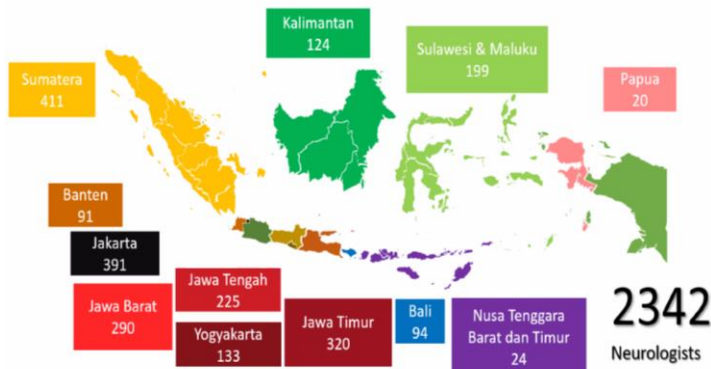 Kalimantan
124
Sulawesi & Maluku
199
Sumatera
411
Papua
20
Banten
91
Jakarta
391
Jawa Barat
290
Jawa Tengah
225
Yogyakarta
133
Jawa Timur
320
Bali
94
Nusa Tenggara
Barat dan Timur
24
2342
Neurologists